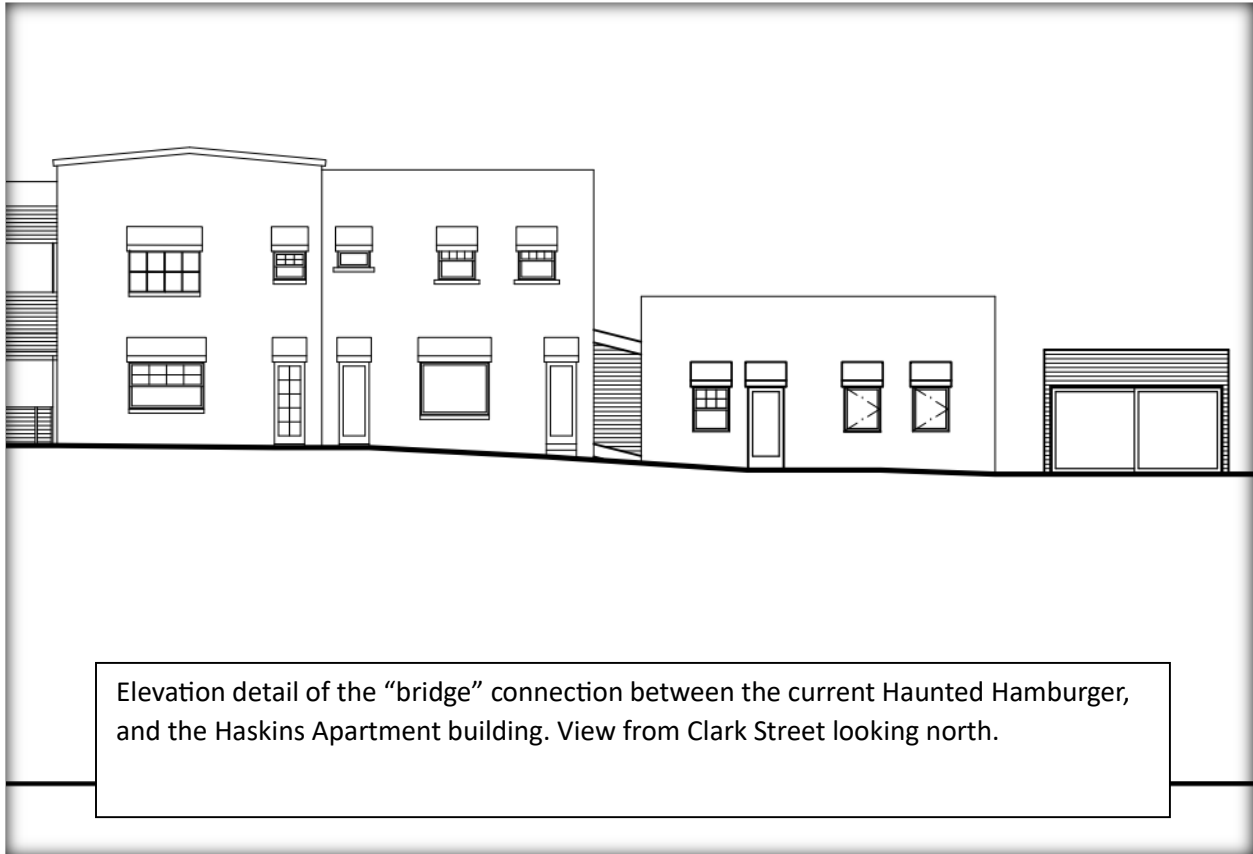 Elevation detail of the “bridge” connection between the current Haunted Hamburger,
and the Haskins Apartment building. View from Clark Street looking north.